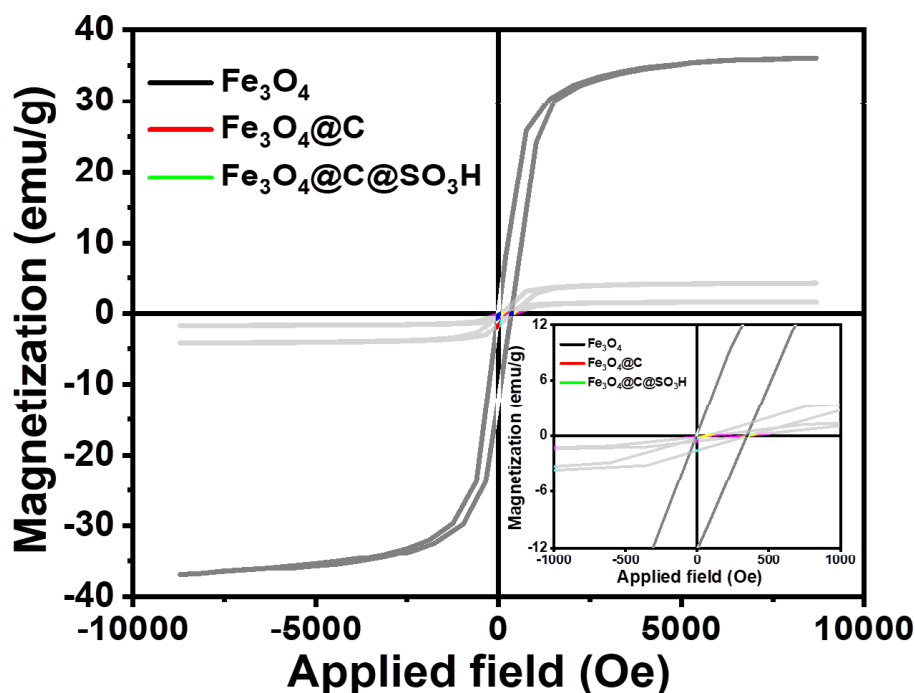 Magnetization (emu/g)
40
30
20
10
0
-10
-20
-30
-40
Fe₃O₄
Fe₃O₄@C
Fe₃O₄@C@SO₃H
Magnetization (emu/g)
12
6
0
-6
-12
Fe₃O₄
Fe₃O₄@C
Fe₃O₄@C@SO₃H
-1000 -500 0 500 1000
Applied field (Oe)
-10000 -5000 0 5000 10000
Applied field (Oe)